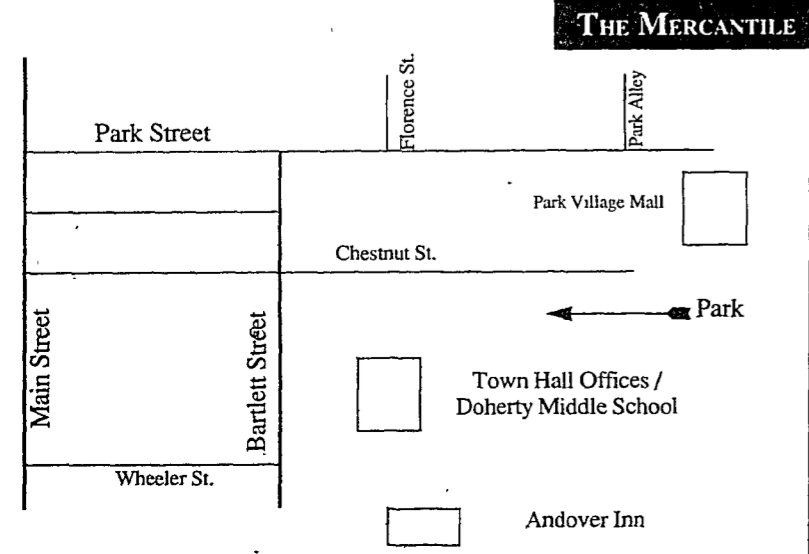 THE MERCANTILE
Florence St.
Park Alley
Park Street
Park Village Mall
Chestnut St.
Park
Main Street
Bartlett Street
Town Hall Offices /
Doherty Middle School
Wheeler St.
Andover Inn